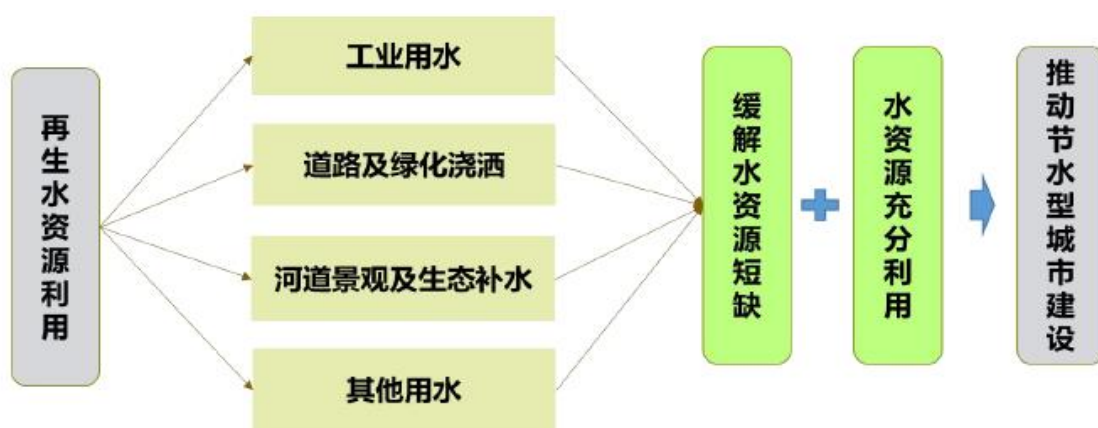 再生水资源利用
工业用水
道路及绿化浇洒
河道景观及生态补水
其他用水
缓解水资源短缺
水资源充分利用
推动节水型城市建设